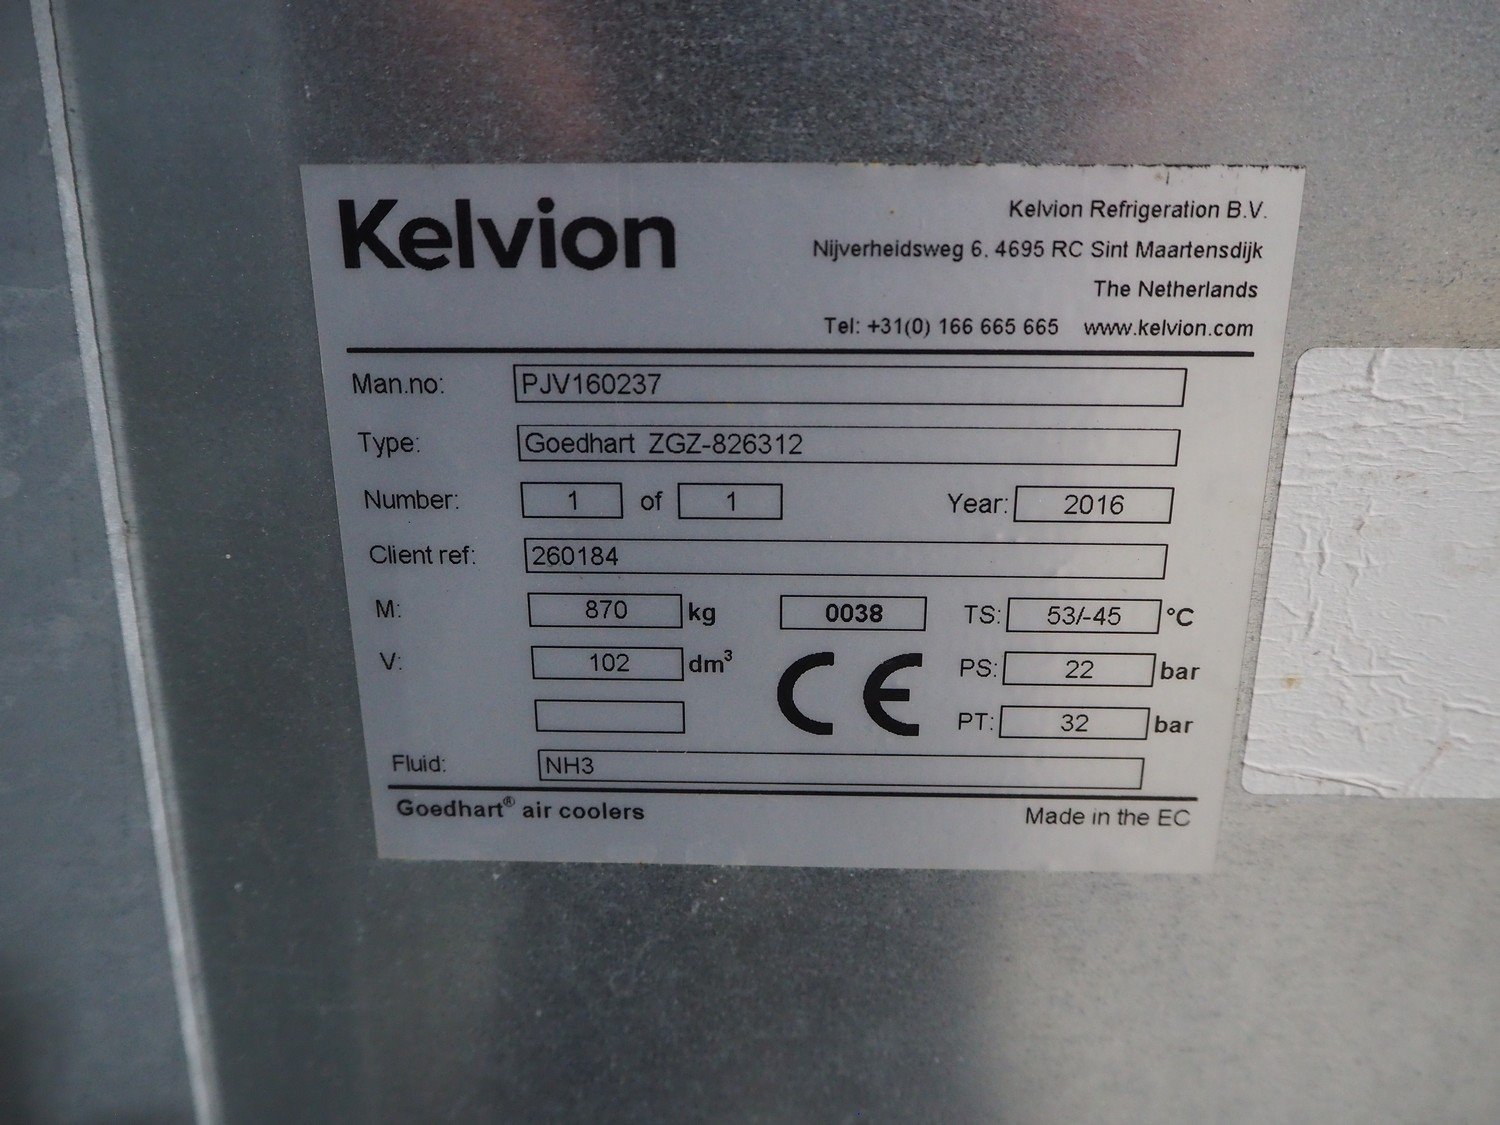 Kelvion
Kelvion Refrigeration B.V.
Nijverheidsweg 6. 4695 RC Sint Maartensdijk
The Netherlands
Tel: +31(0) 166 665 665 www.kelvion.com
Man.no: PJV160237
Type: Goedhart ZGZ-826312
Number: 1 of 1 Year: 2016
Client ref: 260184
M: 870 kg 0038 TS: 53/-45 °C
V: 102 dm³ CE PS: 22 bar
PT: 32 bar
Fluid: NH3
Goedhart® air coolers Made in the EC